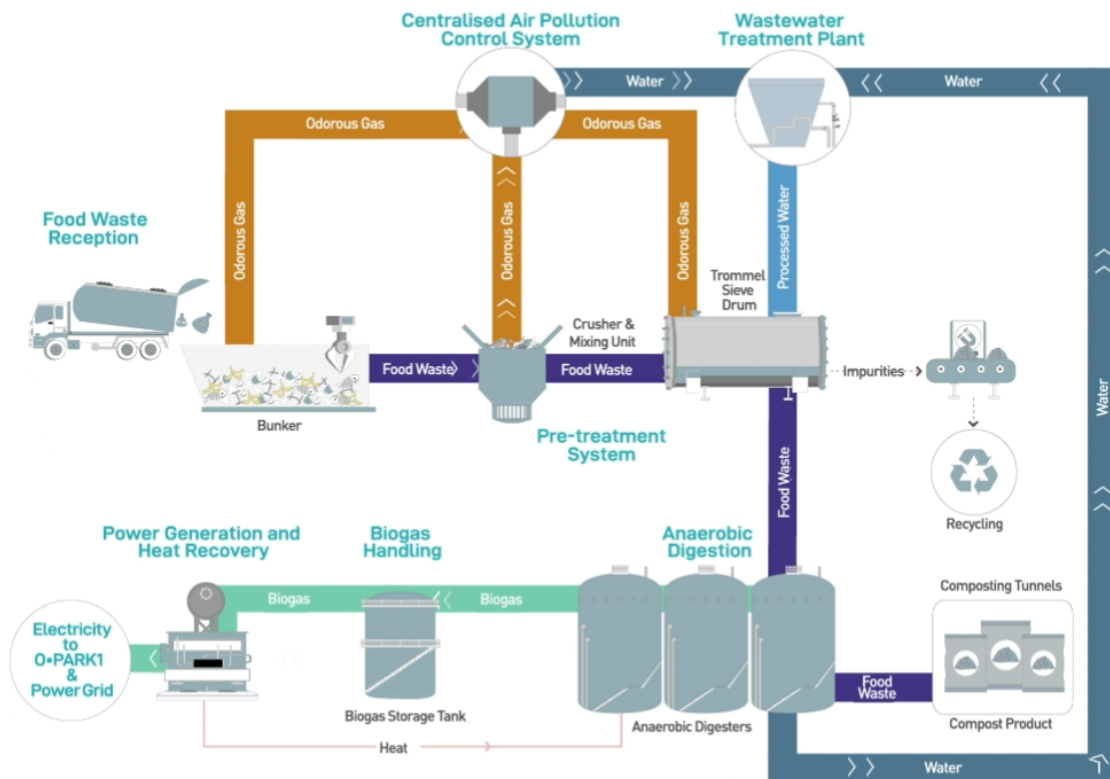 Centralised Air Pollution
Control System
Wastewater
Treatment Plant
Water
Water
Odorous Gas
Odorous Gas
Food Waste
Reception
Odorous Gas
Odorous Gas
Odorous Gas
Processed Water
Trommel
Sieve
Drum
Water
Crusher &
Mixing Unit
Food Waste
Food Waste
Impurities
Bunker
Pre-treatment
System
Food Waste
Recycling
Power Generation and
Heat Recovery
Biogas
Handling
Anaerobic
Digestion
Composting Tunnels
Biogas
Biogas
Electricity
to
O•PARK1
&
Power Grid
Food
Waste
Biogas Storage Tank
Anaerobic Digesters
Compost Product
Heat
Water